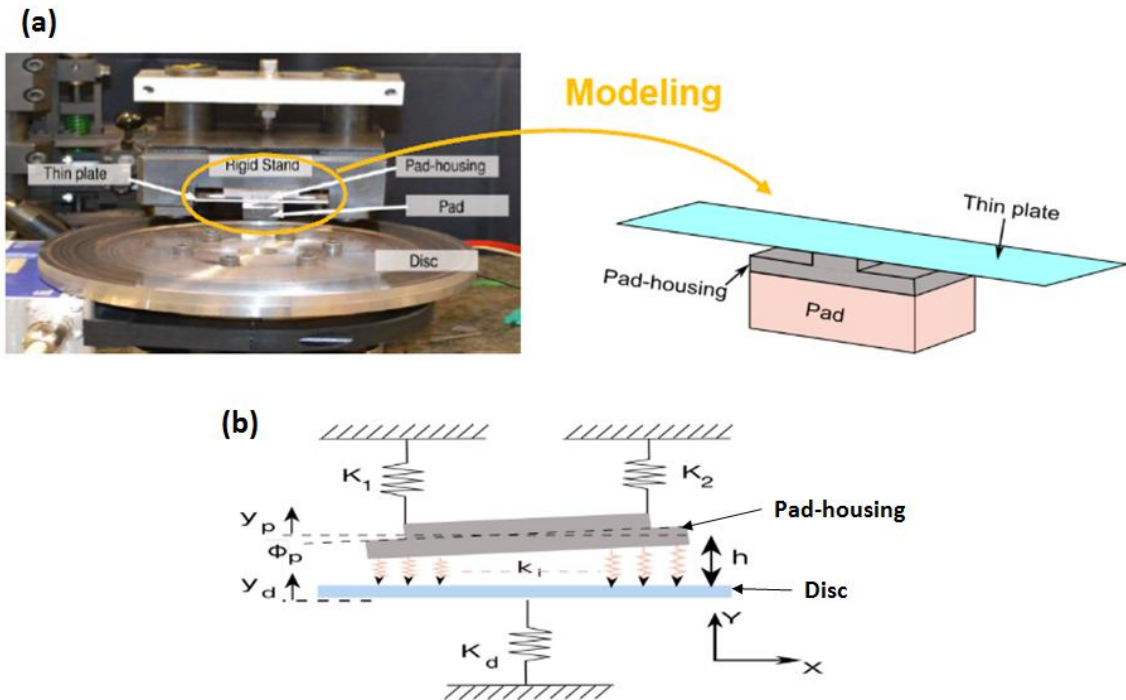 (a)
Modeling
Rigid Stand
Thin plate
Pad-housing
Pad
Disc
Thin plate
Pad-housing
Pad
(b)
K1
K2
yp
Pad-housing
Φp
ki
h
yd
Disc
Kd
Y
X